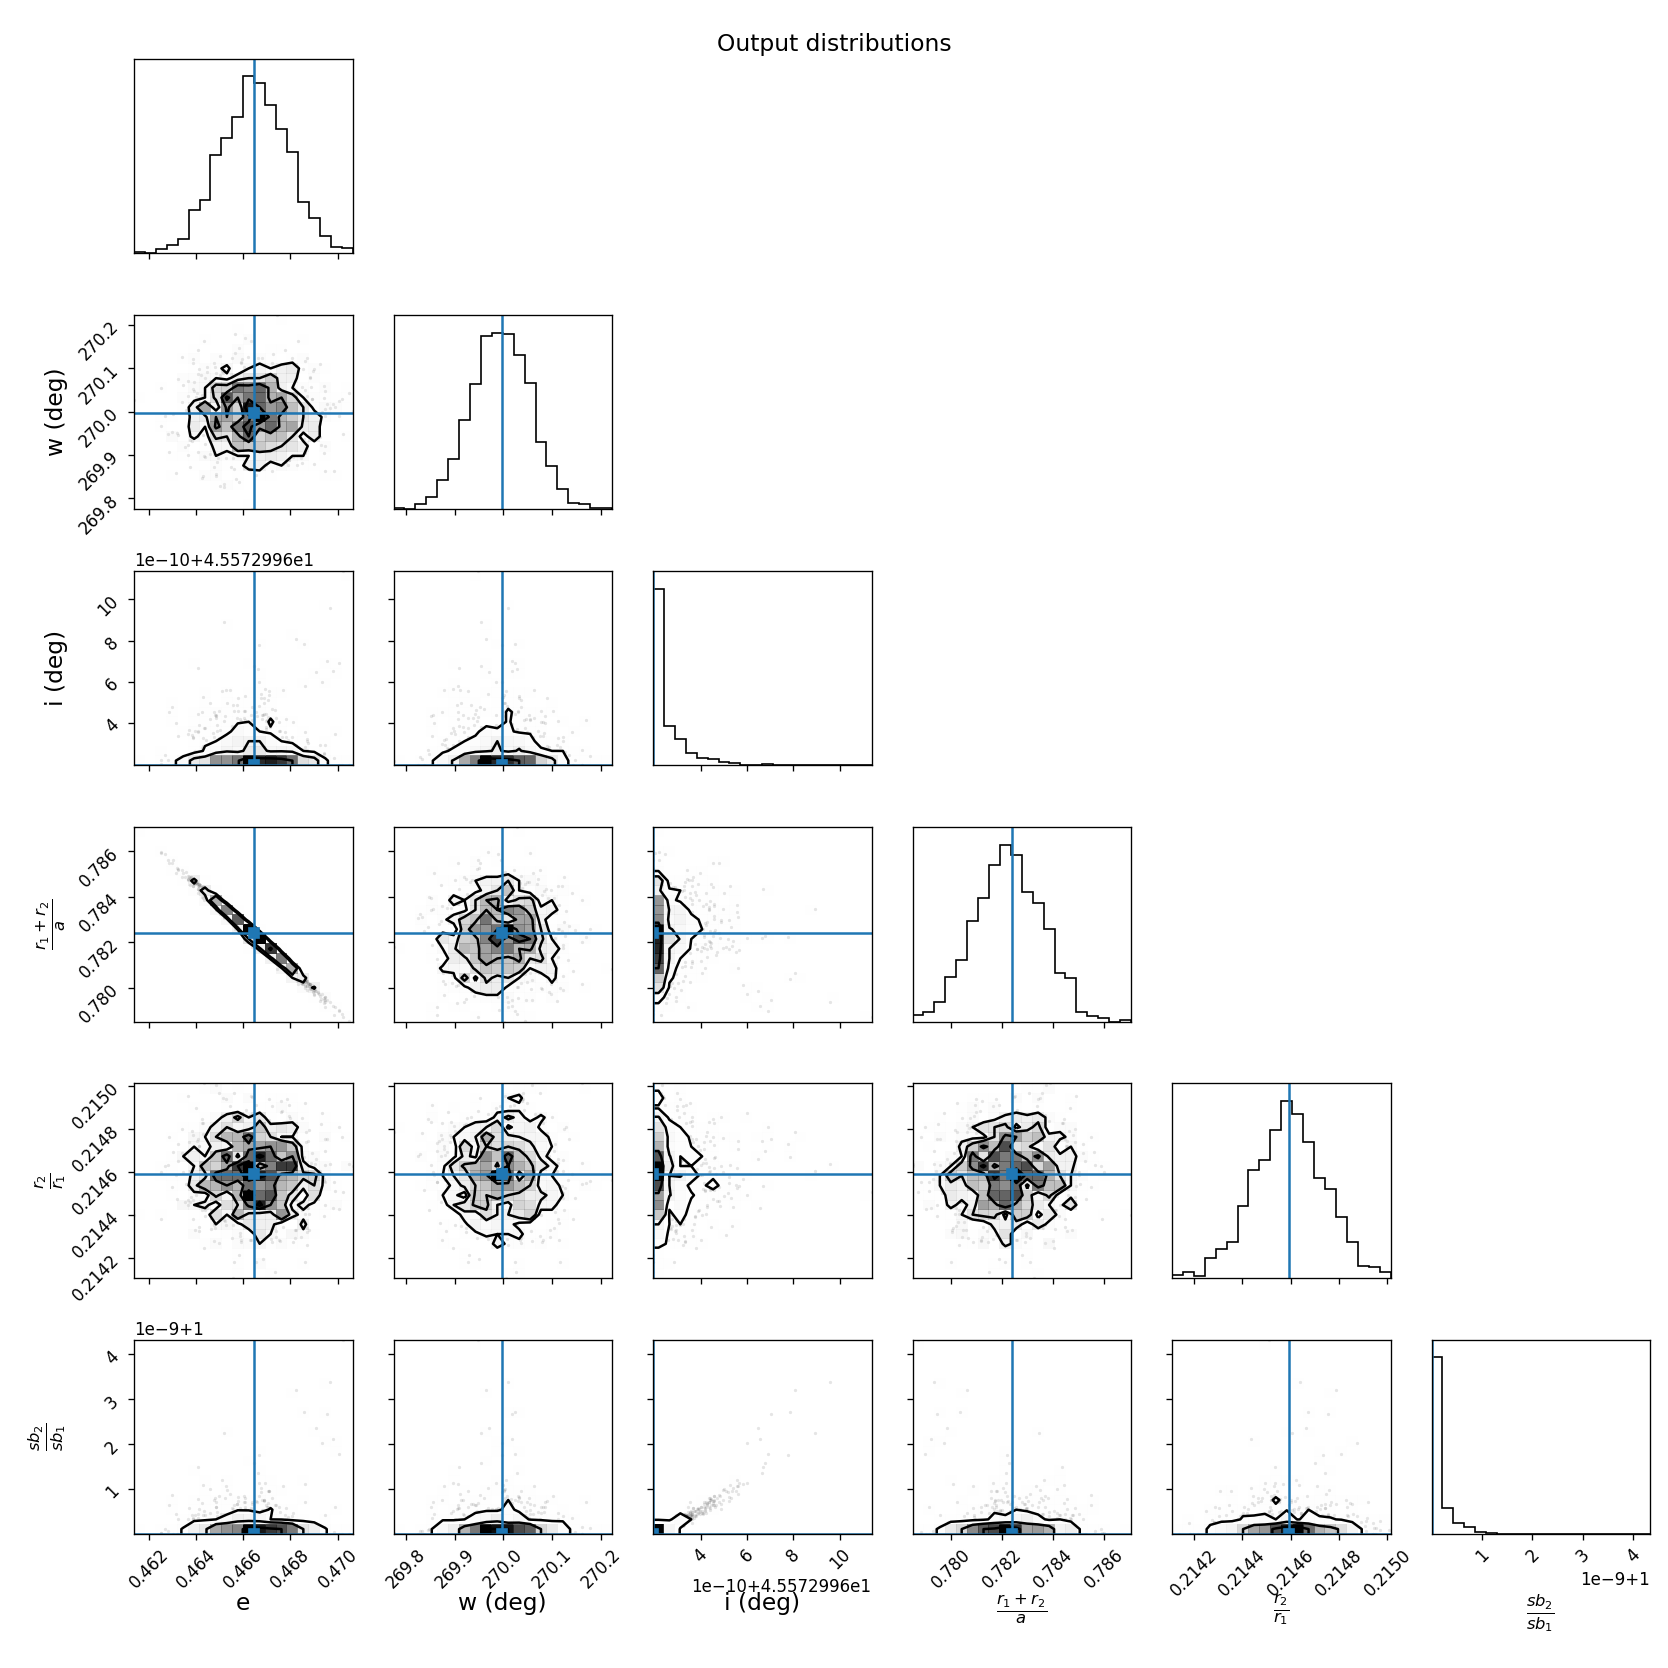 Output distributions
w (deg)
270.2
270.1
270.0
269.9
269.8
1e−10+4.5572996e1
i (deg)
10
8
6
4
r₁ + r₂
a
0.786
0.784
0.782
0.780
r₂
r₁
0.2150
0.2148
0.2146
0.2144
0.2142
1e−9+1
sb₂
sb₁
4
3
2
1
0.462 0.464 0.466 0.468 0.470
e
269.8 269.9 270.0 270.1 270.2
w (deg)
4 6 8 10
1e−10+4.5572996e1
i (deg)
0.780 0.782 0.784 0.786
r₁ + r₂
a
0.2142 0.2144 0.2146 0.2148 0.2150
r₂
r₁
1 2 3 4
1e−9+1
sb₂
sb₁